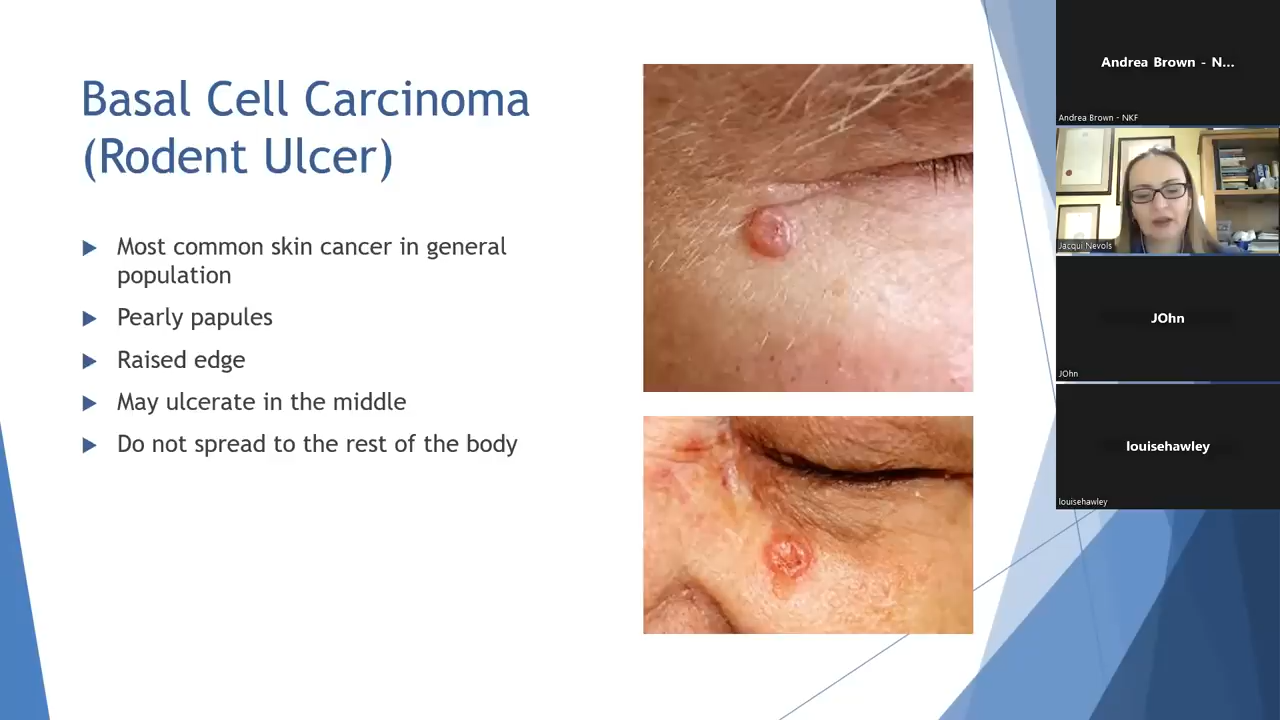 Basal Cell Carcinoma
(Rodent Ulcer)
Most common skin cancer in general
population
Pearly papules
Raised edge
May ulcerate in the middle
Do not spread to the rest of the body
Andrea Brown - N...
Andrea Brown - NKF
Jacqui Nevols
JOhn
JOhn
louisehawley
louisehawley